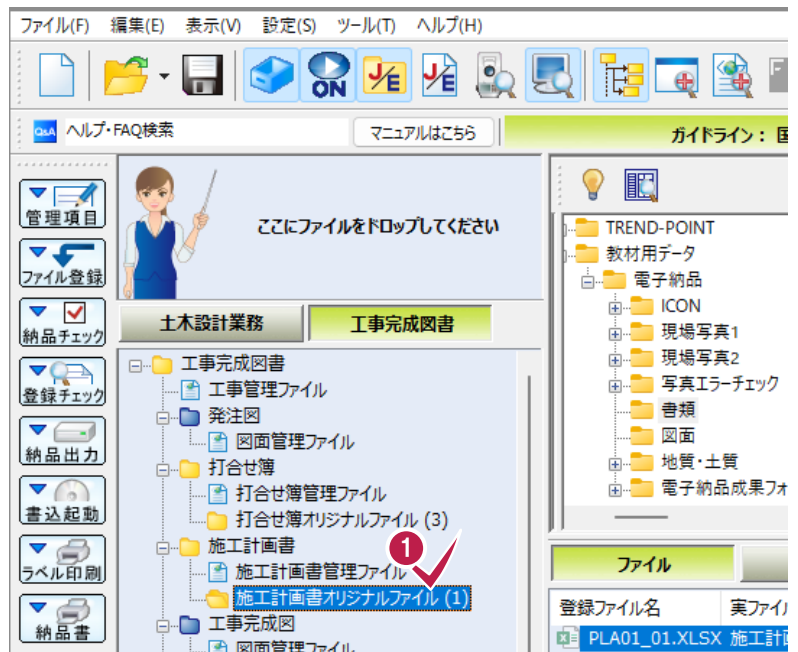 ファイル(F) 編集(E) 表示(V) 設定(S) ツール(T) ヘルプ(H)
ON
J/E
J/E
Q&A ヘルプ・FAQ検索
マニュアルはこちら
ガイドライン：
管理項目
ファイル登録
納品チェック
登録チェック
納品出力
書込起動
ラベル印刷
納品書
ここにファイルをドロップしてください
土木設計業務
工事完成図書
工事完成図書
工事管理ファイル
発注図
図面管理ファイル
打合せ簿
打合せ簿管理ファイル
打合せ簿オリジナルファイル (3)
施工計画書
1
施工計画書管理ファイル
施工計画書オリジナルファイル (1)
工事完成図
図面管理ファイル
TREND-POINT
教材用データ
電子納品
ICON
現場写真1
現場写真2
写真エラーチェック
書類
図面
地質・土質
電子納品成果フォ
ファイル
登録ファイル名 実ファイル
PLA01_01.XLSX 施工計画